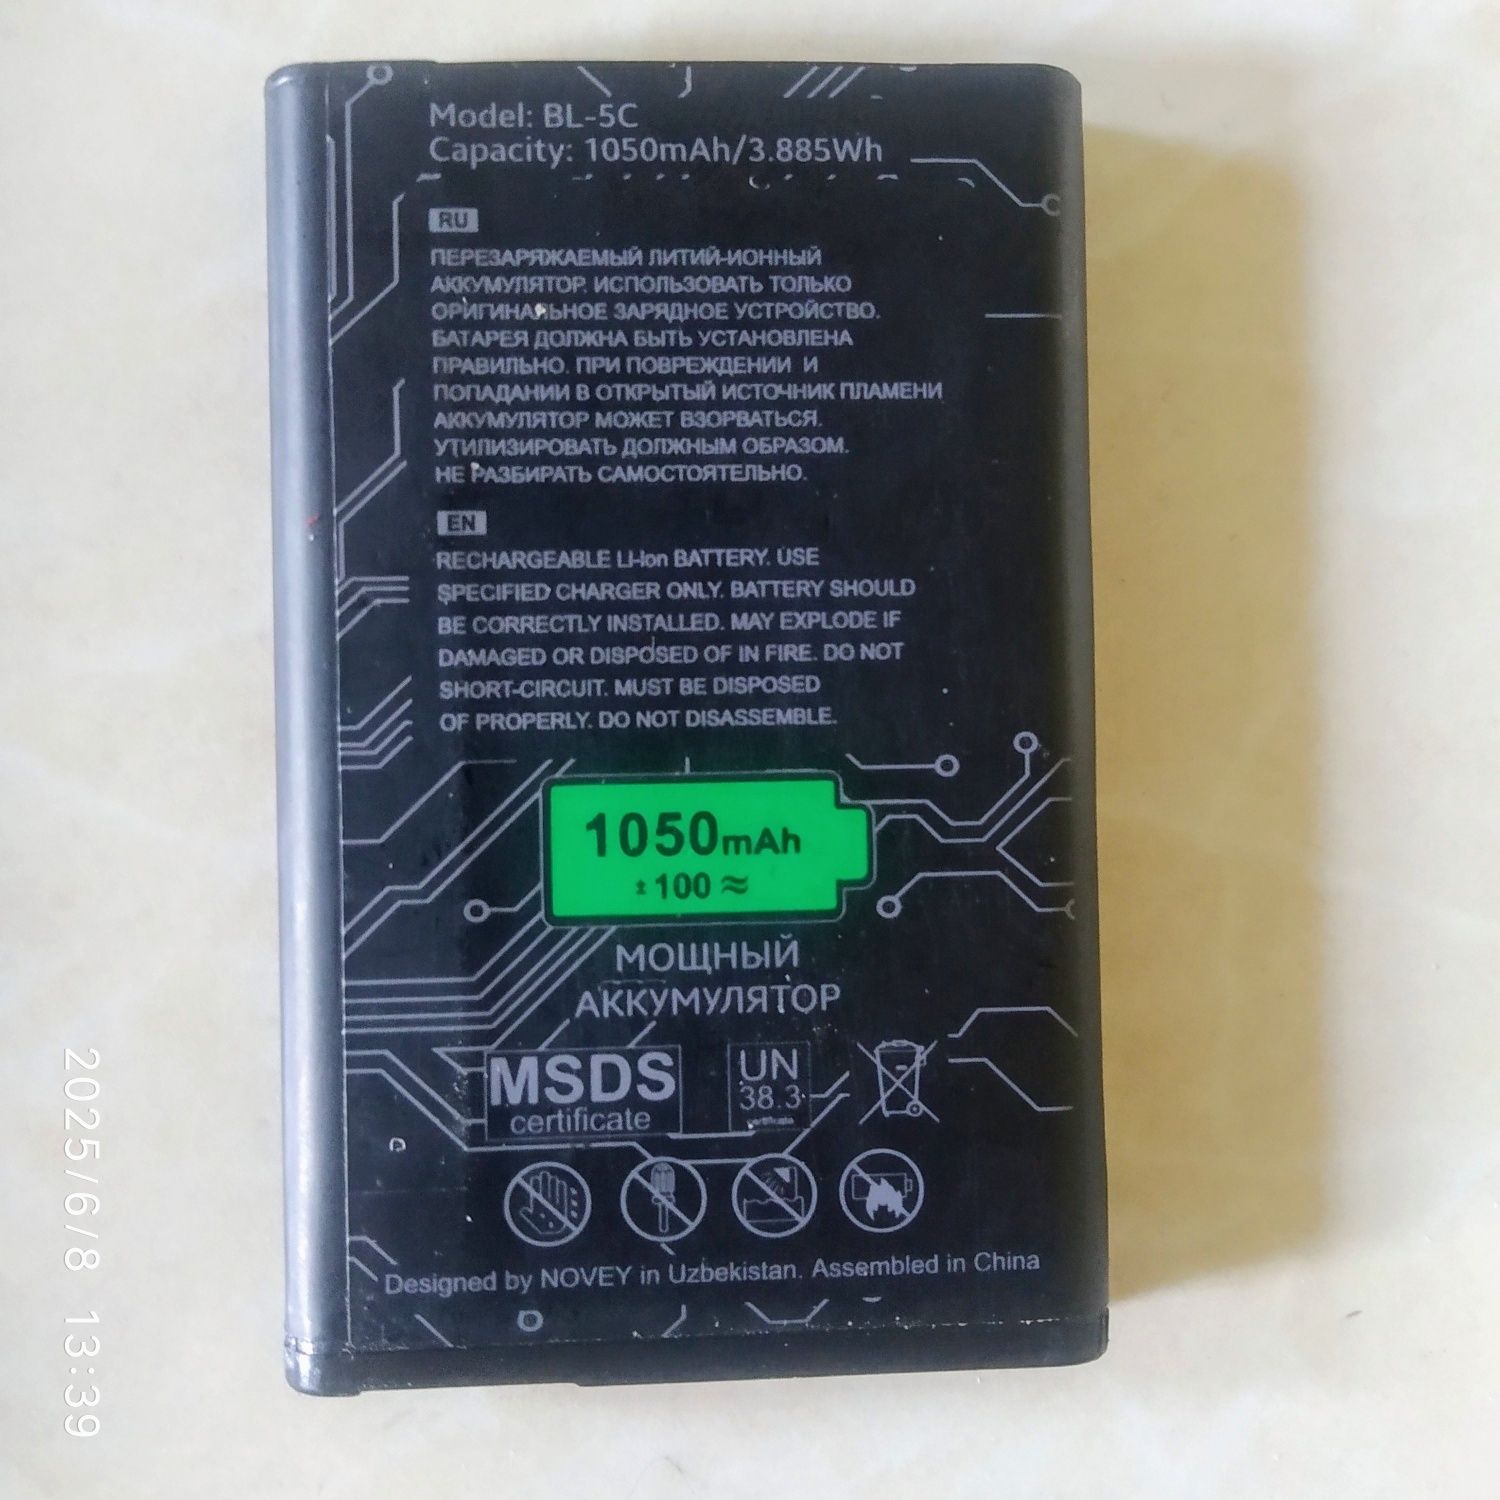 Model: BL-5C
Capacity: 1050mAh/3.885Wh
RU
ПЕРЕЗАРЯЖАЕМЫЙ ЛИТИЙ-ИОННЫЙ
АККУМУЛЯТОР. ИСПОЛЬЗОВАТЬ ТОЛЬКО
ОРИГИНАЛЬНОЕ ЗАРЯДНОЕ УСТРОЙСТВО.
БАТАРЕЯ ДОЛЖНА БЫТЬ УСТАНОВЛЕНА
ПРАВИЛЬНО. ПРИ ПОВРЕЖДЕНИИ И
ПОПАДАНИИ В ОТКРЫТЫЙ ИСТОЧНИК ПЛАМЕНИ
АККУМУЛЯТОР МОЖЕТ ВЗОРВАТЬСЯ.
УТИЛИЗИРОВАТЬ ДОЛЖНЫМ ОБРАЗОМ.
НЕ РАЗБИРАТЬ САМОСТОЯТЕЛЬНО.
EN
RECHARGEABLE LI-Ion BATTERY. USE
SPECIFIED CHARGER ONLY. BATTERY SHOULD
BE CORRECTLY INSTALLED. MAY EXPLODE IF
DAMAGED OR DISPOSED OF IN FIRE. DO NOT
SHORT-CIRCUIT. MUST BE DISPOSED
OF PROPERLY. DO NOT DISASSEMBLE.
1050mAh
±100 ≈
МОЩНЫЙ
АККУМУЛЯТОР
MSDS
certificate
UN
38.3
certificate
Designed by NOVEY in Uzbekistan. Assembled in China
2025/6/8 13:39